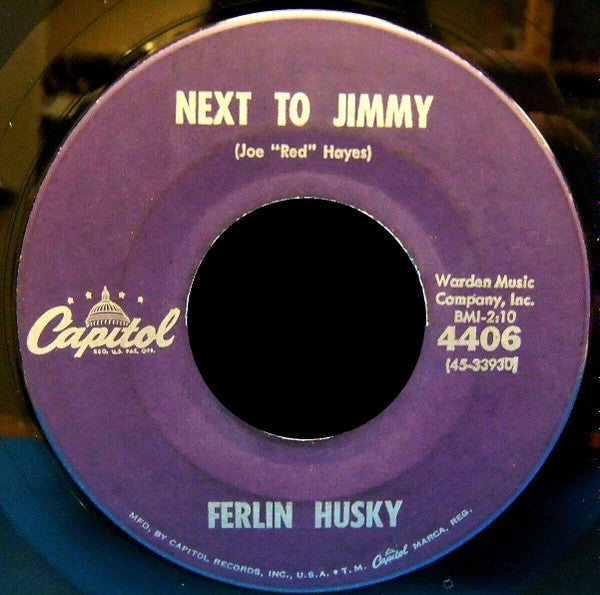 NEXT TO JIMMY
(Joe "Red" Hayes)
Capitol
REG. U.S. PAT. OFF.
Warden Music
Company, Inc.
BMI-2:10
4406
(45-33930)
FERLIN HUSKY
MFD. BY CAPITOL RECORDS, INC., U.S.A. • T.M. Capitol MARCA. REG.